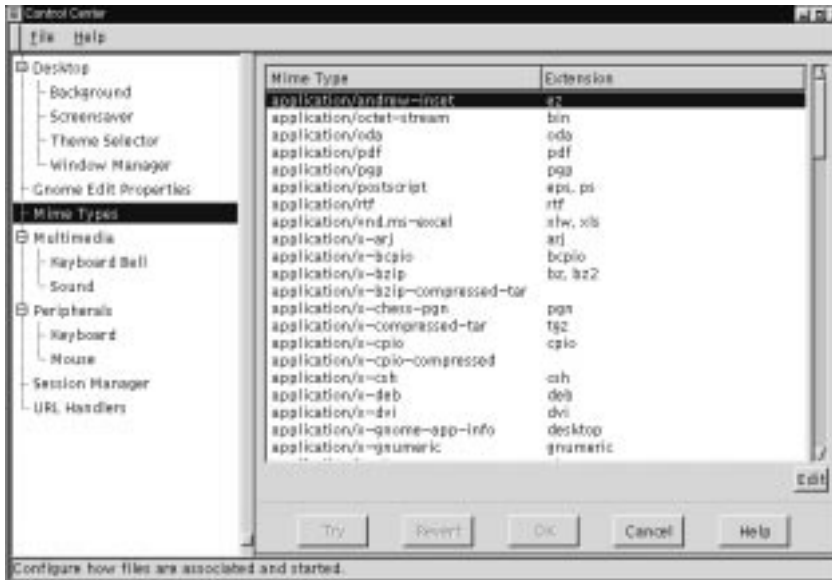 Control Center
File Help
Desktop
Background
Screensaver
Theme Selector
Window Manager
Gnome Edit Properties
Mime Types
Multimedia
Keyboard Bell
Sound
Peripherals
Keyboard
Mouse
Session Manager
URL Handlers
Mime Type Extension
application/andrew-inset ez
application/octet-stream bin
application/oda oda
application/pdf pdf
application/pgp pgp
application/postscript eps, ps
application/rtf rtf
application/vnd.ms-excel xlw, xls
application/x-arj arj
application/x-bcpio bcpio
application/x-bzip bz, bz2
application/x-bzip-compressed-tar
application/x-chess-pgn pgn
application/x-compressed-tar tgz
application/x-cpio cpio
application/x-cpio-compressed
application/x-csh csh
application/x-deb deb
application/x-dvi dvi
application/x-gnome-app-info desktop
application/x-gnumeric gnumeric
Edit
Try Revert OK Cancel Help
Configure how files are associated and started.